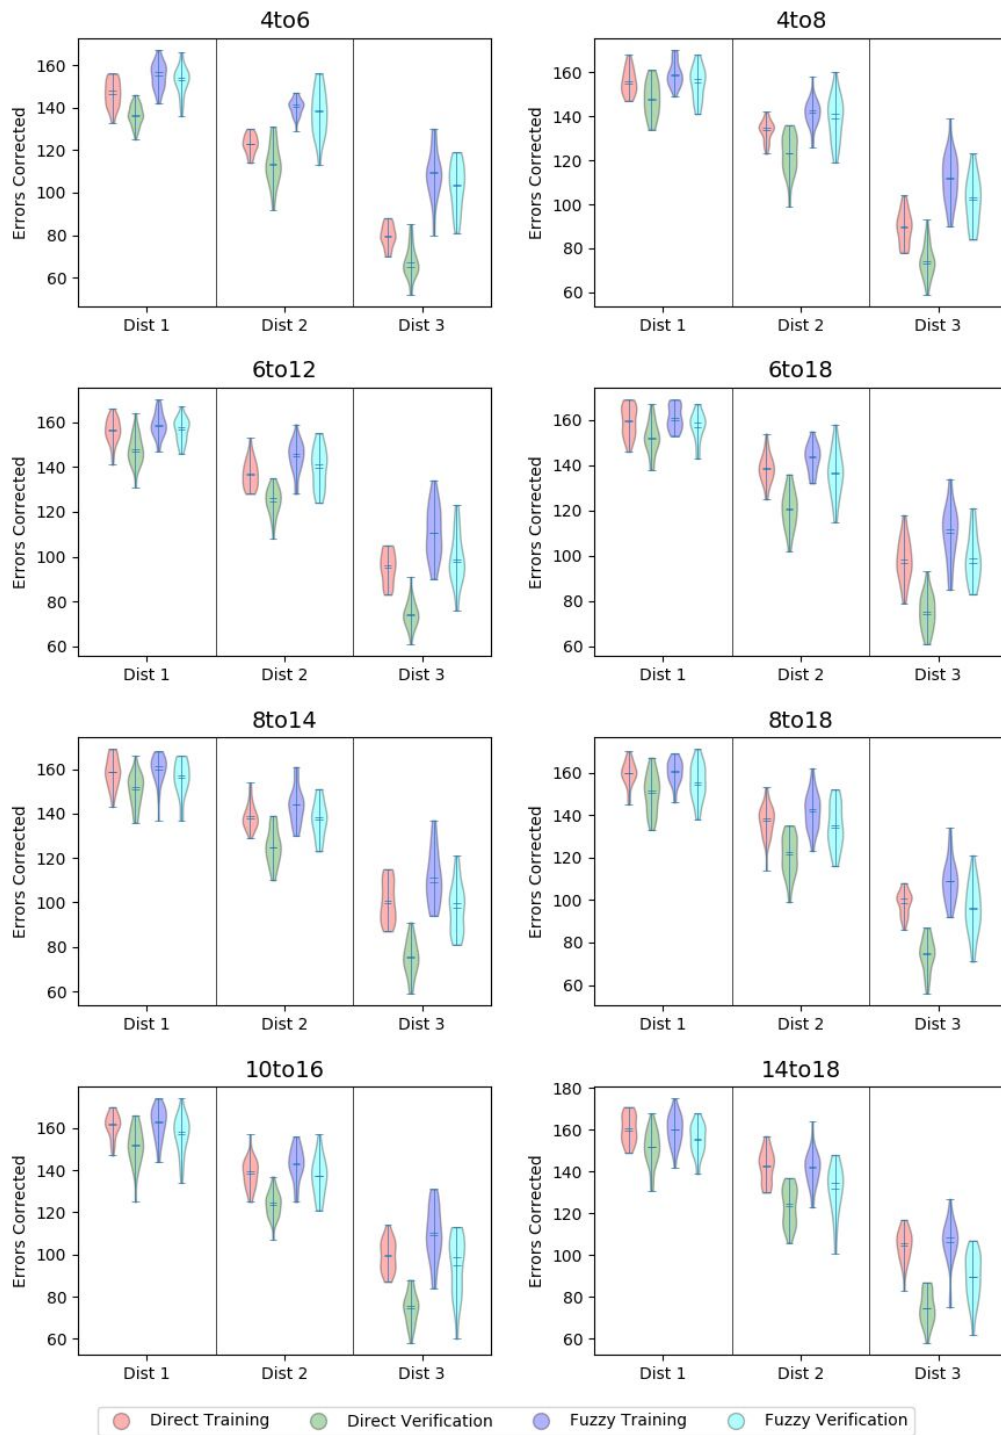 4to6
4to8
Errors Corrected
160
140
120
100
80
60
Dist 1
Dist 2
Dist 3
Errors Corrected
160
140
120
100
80
60
Dist 1
Dist 2
Dist 3
6to12
6to18
Errors Corrected
160
140
120
100
80
60
Dist 1
Dist 2
Dist 3
Errors Corrected
160
140
120
100
80
60
Dist 1
Dist 2
Dist 3
8to14
8to18
Errors Corrected
160
140
120
100
80
60
Dist 1
Dist 2
Dist 3
Errors Corrected
160
140
120
100
80
60
Dist 1
Dist 2
Dist 3
10to16
14to18
Errors Corrected
160
140
120
100
80
60
Dist 1
Dist 2
Dist 3
Errors Corrected
180
160
140
120
100
80
60
Dist 1
Dist 2
Dist 3
Direct Training
Direct Verification
Fuzzy Training
Fuzzy Verification